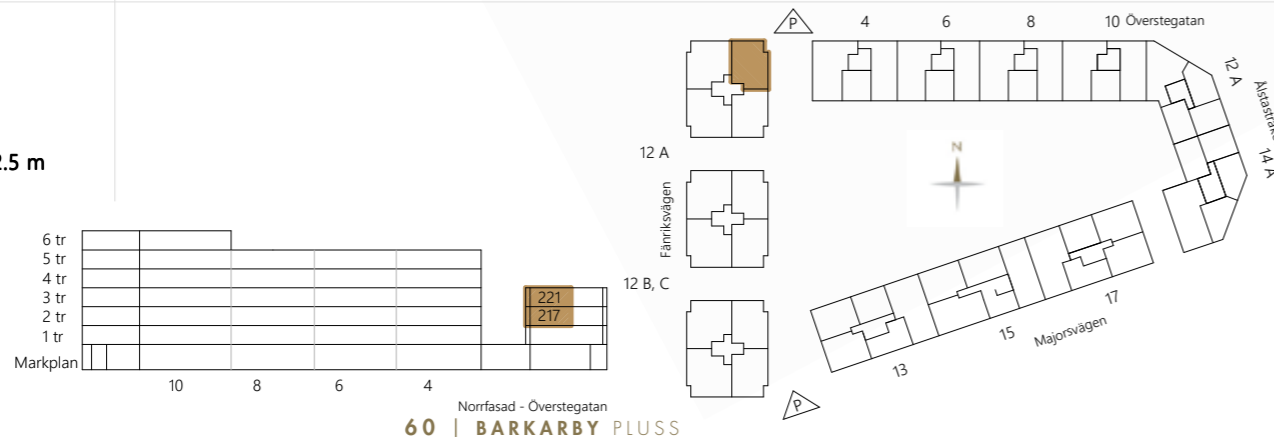 2.5 m
6 tr
5 tr
4 tr
3 tr
2 tr
1 tr
Markplan
221
217
10
8
6
4
Norrfasad - Överstegatan
60 | BARKARBY PLUSS
P
4
6
8
10 Överstegatan
12 A
14 A
N
12 A
Fänriksvägen
12 B, C
13
15
17
Majorsvägen
P